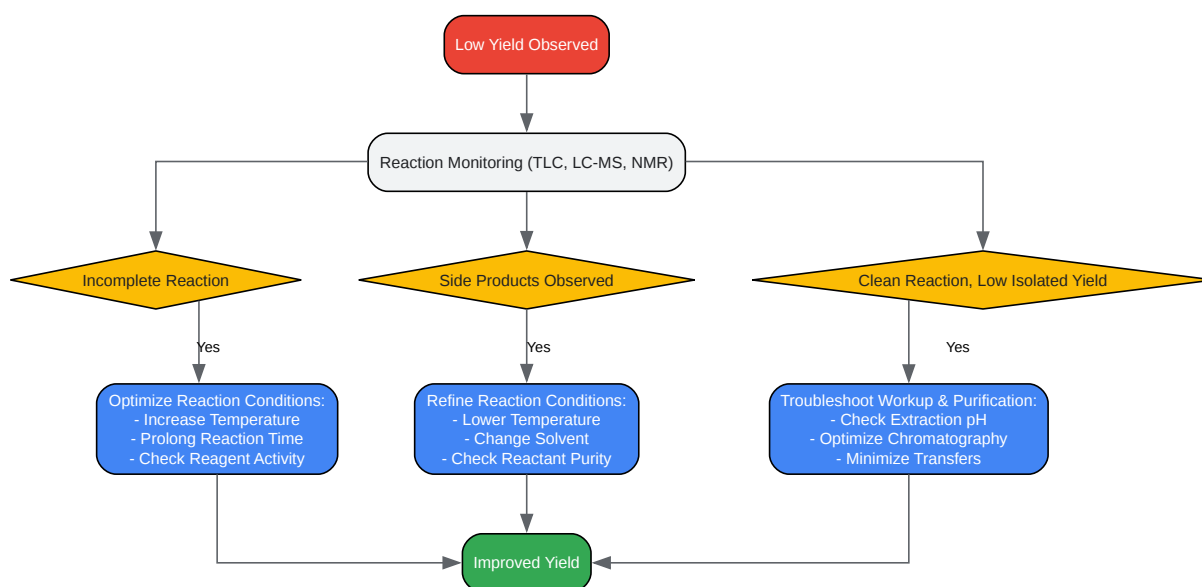 Low Yield Observed
Reaction Monitoring (TLC, LC-MS, NMR)
Incomplete Reaction
Side Products Observed
Clean Reaction, Low Isolated Yield
Yes
Yes
Yes
Optimize Reaction Conditions:
- Increase Temperature
- Prolong Reaction Time
- Check Reagent Activity
Refine Reaction Conditions:
- Lower Temperature
- Change Solvent
- Check Reactant Purity
Troubleshoot Workup & Purification:
- Check Extraction pH
- Optimize Chromatography
- Minimize Transfers
Improved Yield